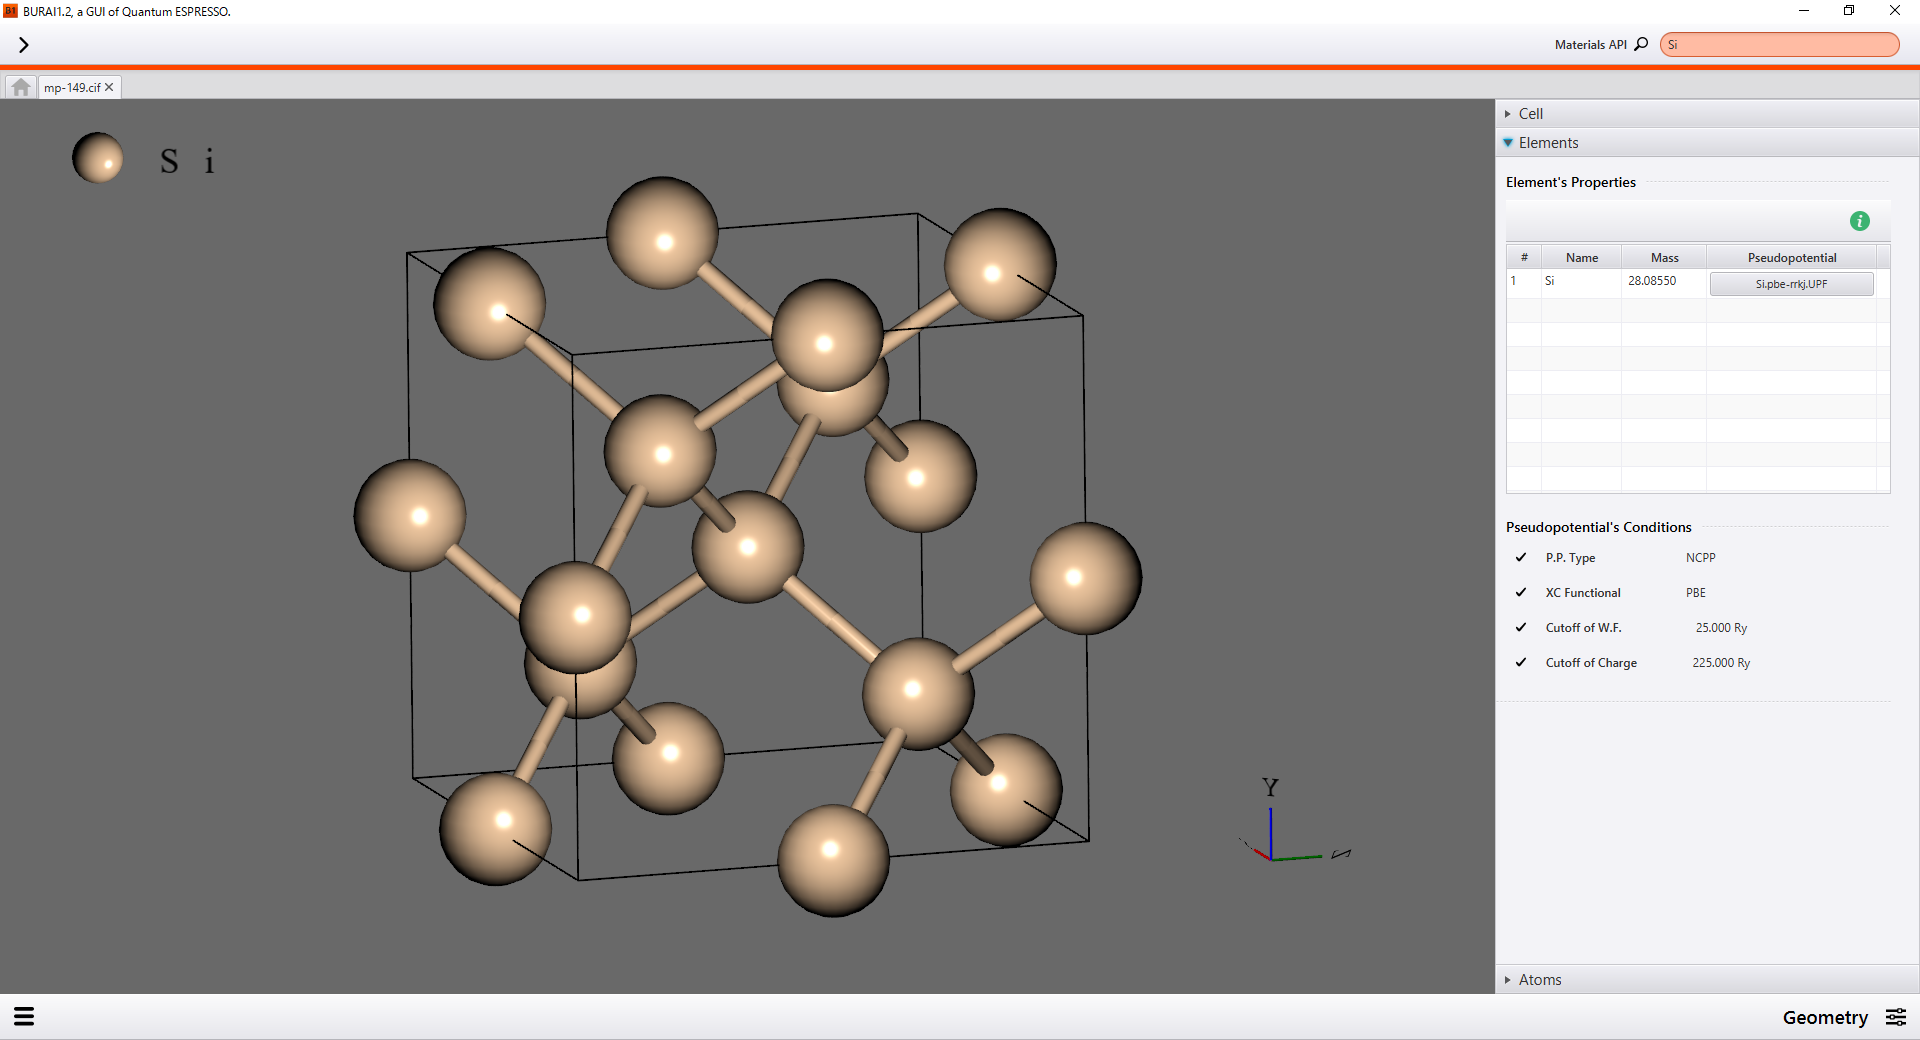 B1 BURAI1.2, a GUI of Quantum ESPRESSO.
Materials API Si
mp-149.cif
Si
Cell
Elements
Element's Properties
i
# Name Mass Pseudopotential
1 Si 28.08550 Si.pbe-rrkj.UPF
Pseudopotential's Conditions
P.P. Type NCPP
XC Functional PBE
Cutoff of W.F. 25.000 Ry
Cutoff of Charge 225.000 Ry
Y
Atoms
Geometry